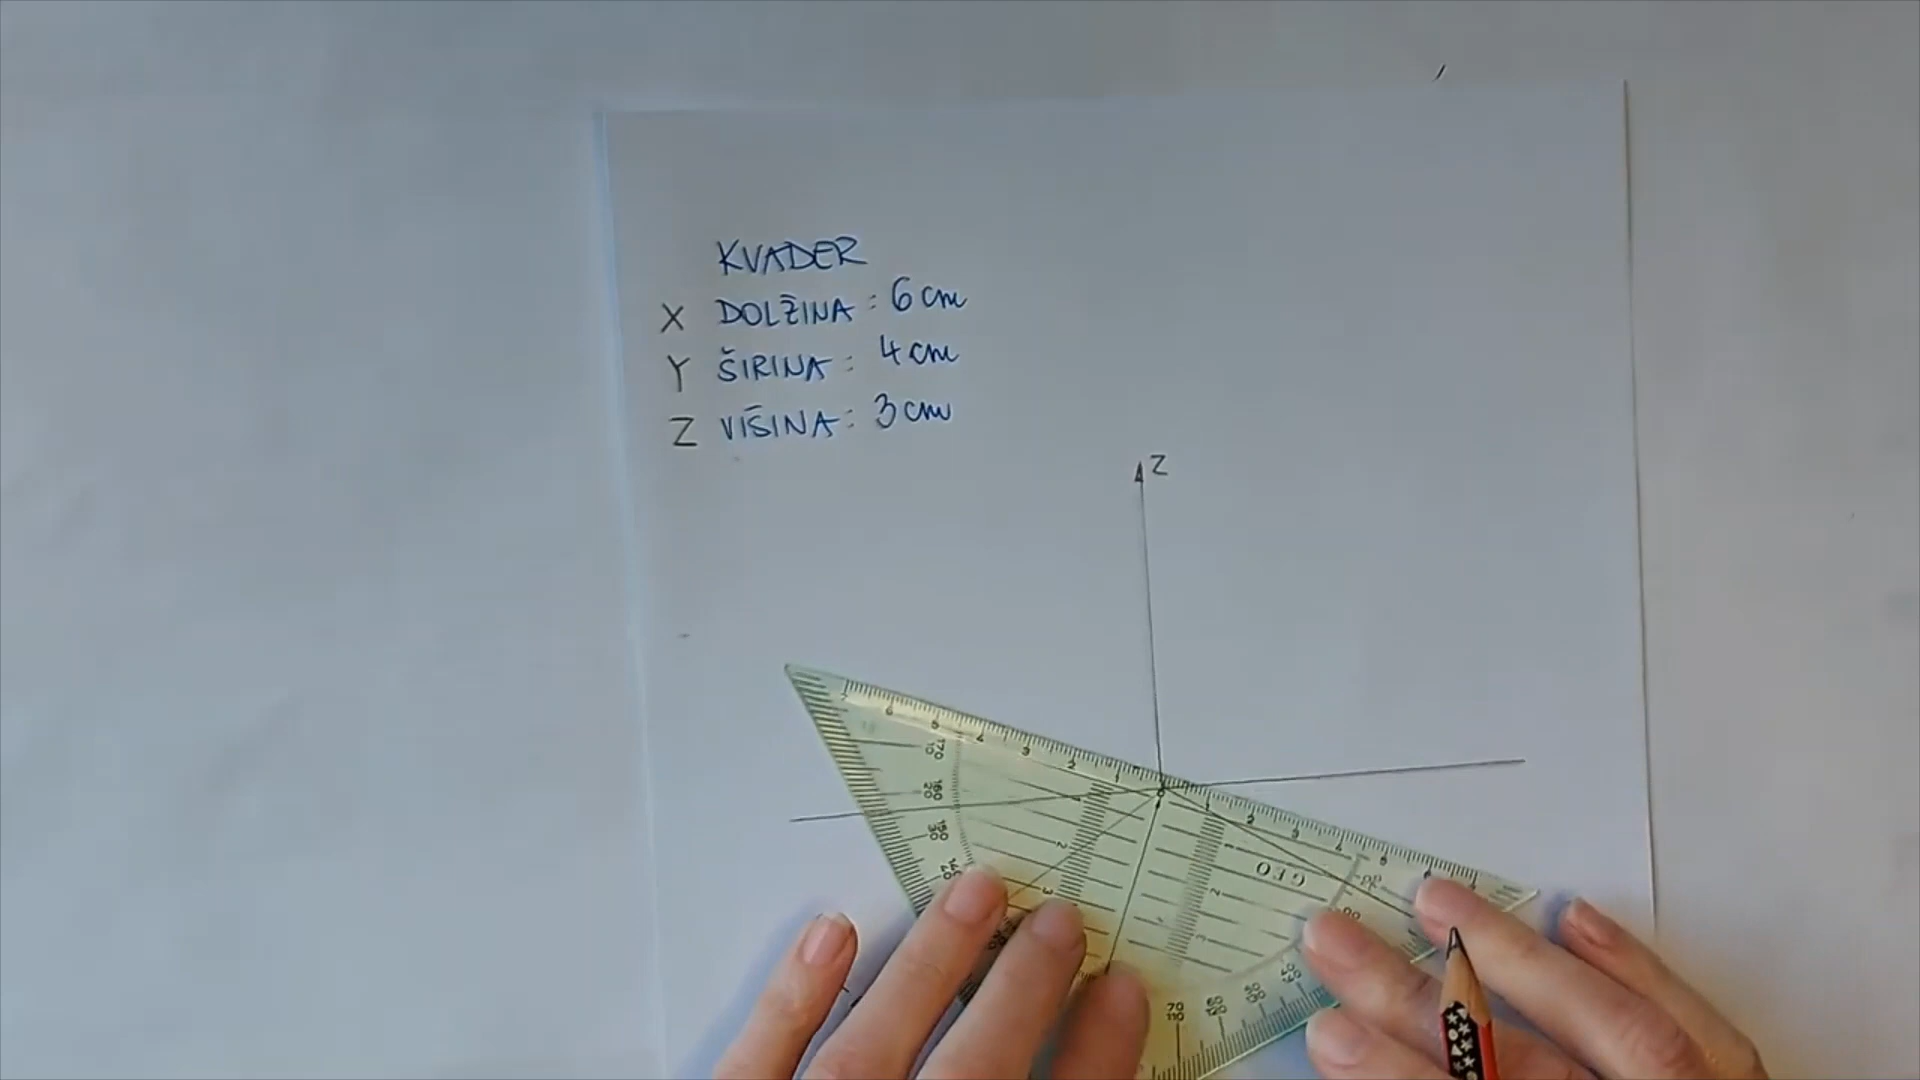 KVADER
X DOLŽINA: 6 cm
Y ŠIRINA: 4 cm
Z VIŠINA: 3 cm
Z
GEO